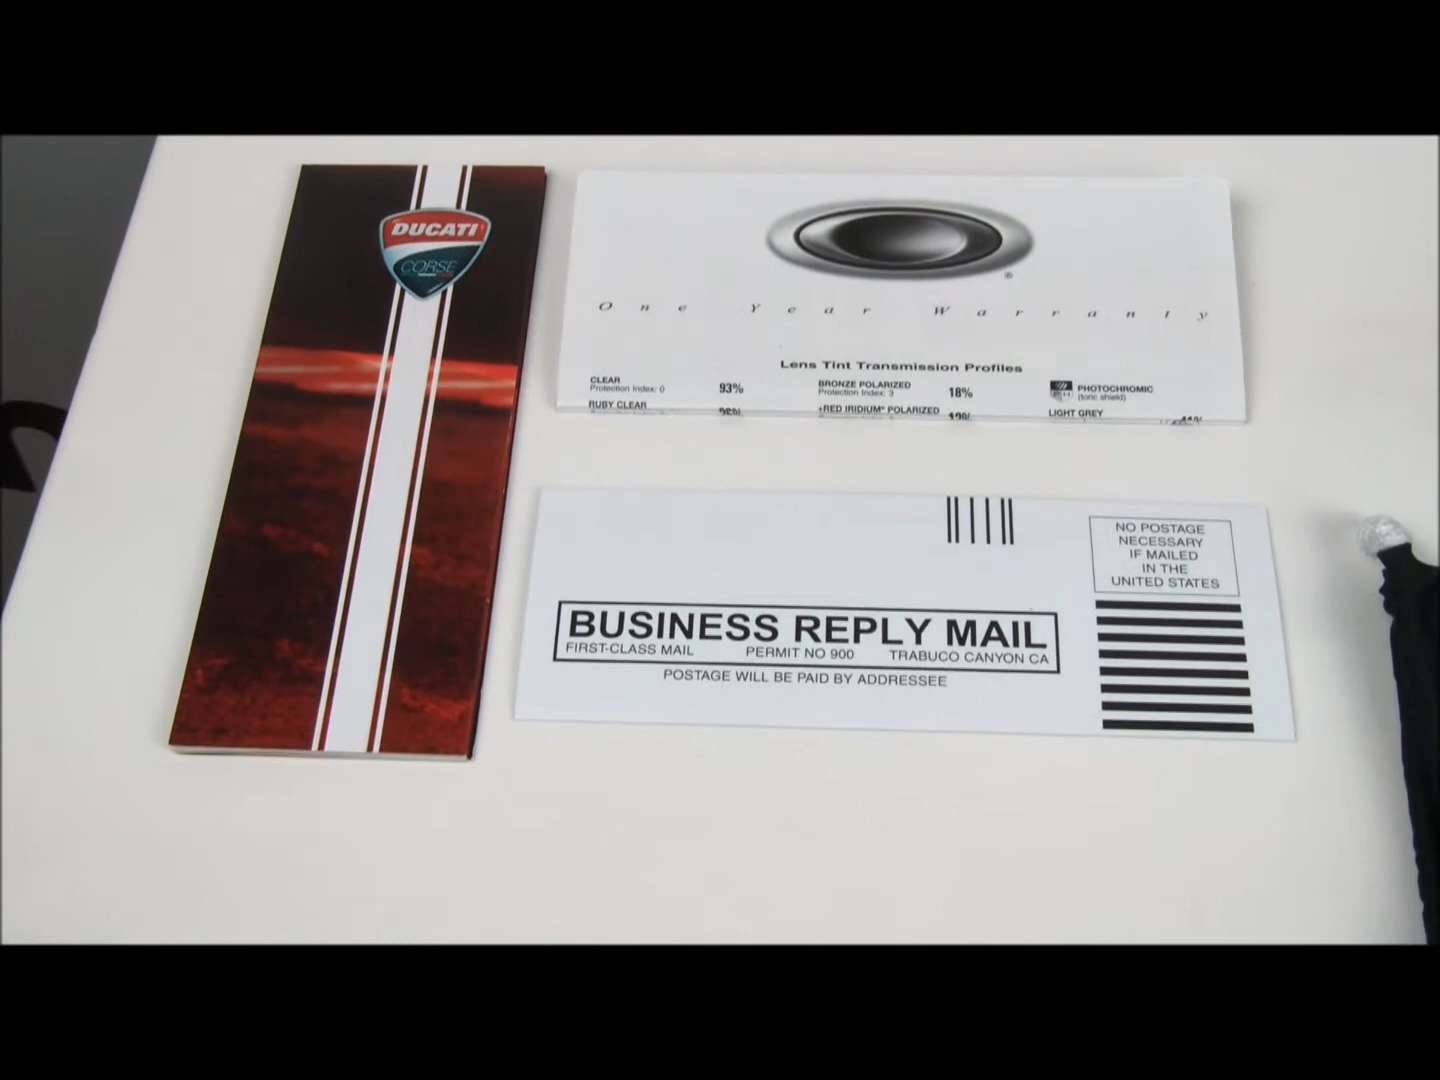 DUCATI
CORSE
®
One Year Warranty
Lens Tint Transmission Profiles
CLEAR
Protection Index: 0
93%
RUBY CLEAR
BRONZE POLARIZED
Protection Index: 3
18%
+RED IRIDIUM® POLARIZED
PHOTOCHROMIC
(toric shield)
LIGHT GREY
NO POSTAGE
NECESSARY
IF MAILED
IN THE
UNITED STATES
BUSINESS REPLY MAIL
FIRST-CLASS MAIL PERMIT NO 900 TRABUCO CANYON CA
POSTAGE WILL BE PAID BY ADDRESSEE